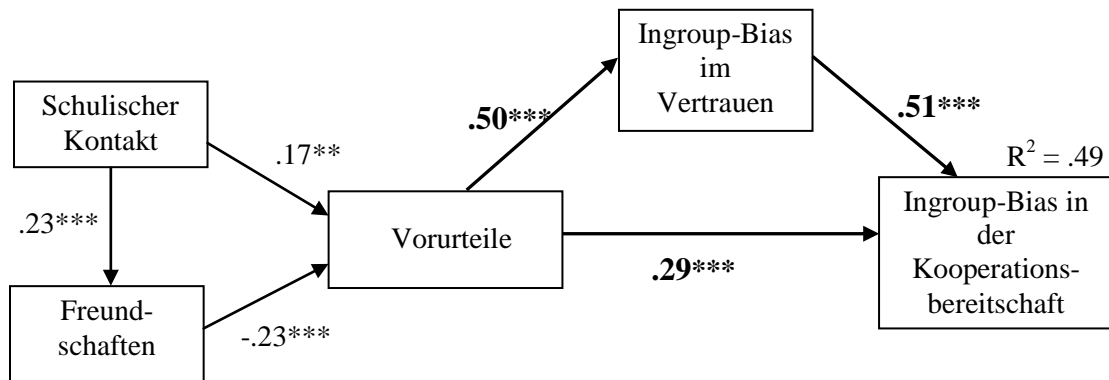 Ingroup-Bias
im
Vertrauen
Schulischer
Kontakt
.50***
.51***
.17**
R² = .49
.23***
Vorurteile
Ingroup-Bias in
der
Kooperations-
bereitschaft
.29***
Freund-
schaften
-.23***